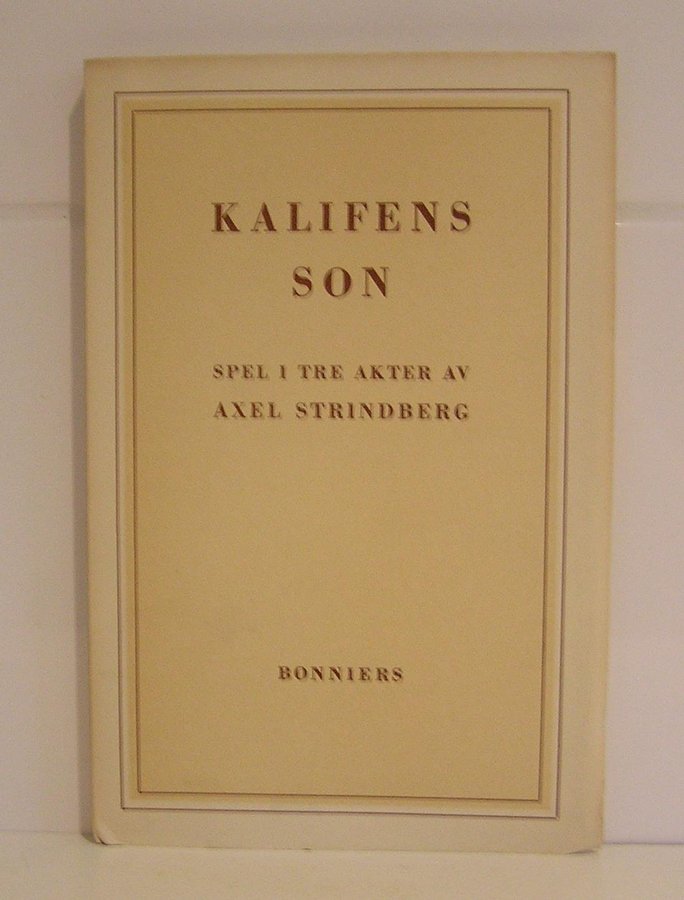 KALIFENS
SON
SPEL I TRE AKTER AV
AXEL STRINDBERG
BONNIERS